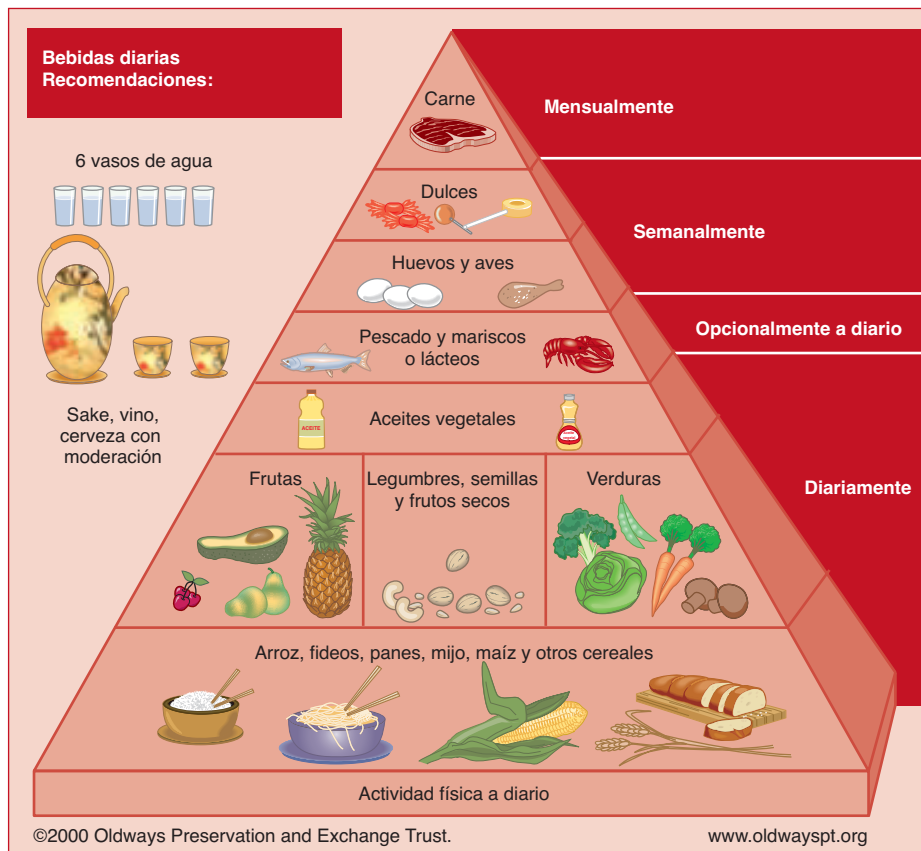 Bebidas diarias
Recomendaciones:
6 vasos de agua
Sake, vino,
cerveza con
moderación
Carne
Mensualmente
Dulces
Semanalmente
Huevos y aves
Opcionalmente a diario
Pescado y mariscos
o lácteos
Aceites vegetales
ACEITE
Diariamente
Frutas
Legumbres, semillas
y frutos secos
Verduras
Arroz, fideos, panes, mijo, maíz y otros cereales
Actividad física a diario
©2000 Oldways Preservation and Exchange Trust.
www.oldwayspt.org